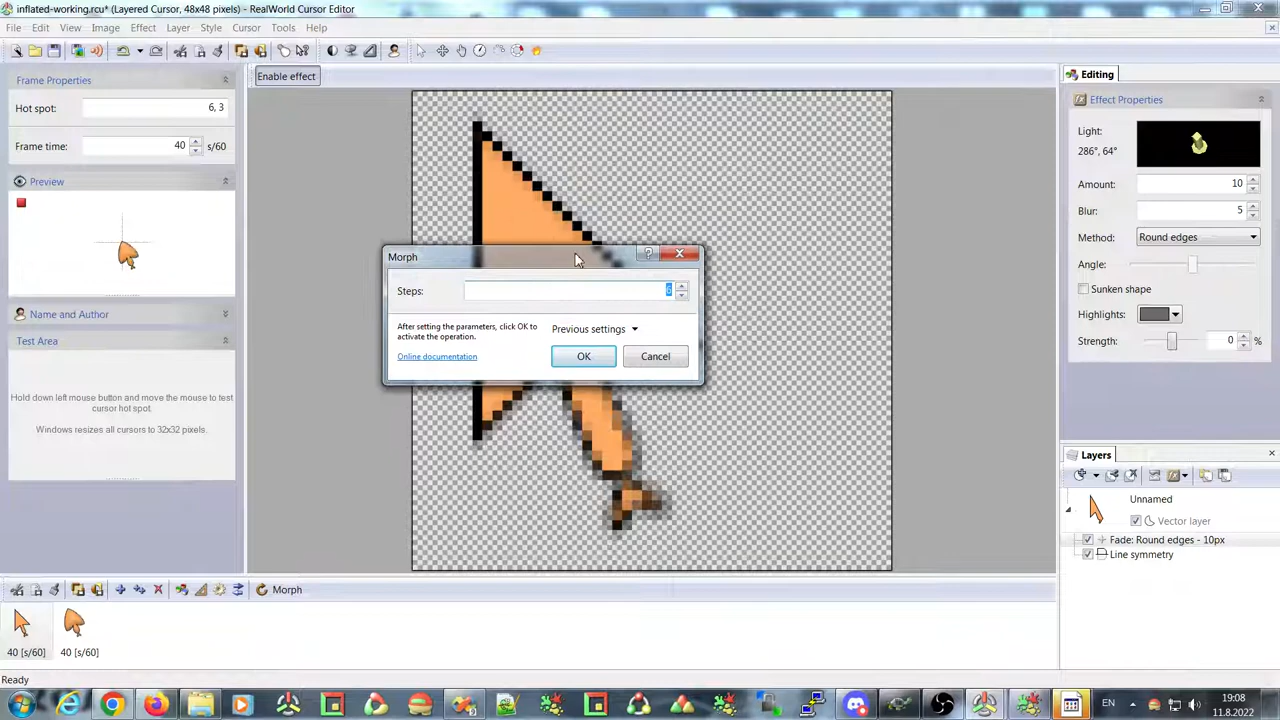 inflated-working.rcu* (Layered Cursor, 48x48 pixels) - RealWorld Cursor Editor
File Edit View Image Effect Layer Style Cursor Tools Help
Frame Properties
Hot spot: 6, 3
Frame time: 40 s/60
Preview
Name and Author
Test Area
Hold down left mouse button and move the mouse to test cursor hot spot.
Windows resizes all cursors to 32x32 pixels.
Enable effect
Morph
Steps: 6
After setting the parameters, click OK to
activate the operation.
Previous settings
Online documentation
OK Cancel
Editing
Effect Properties
Light:
286°, 64°
Amount: 10
Blur: 5
Method: Round edges
Angle:
Sunken shape
Highlights:
Strength: 0 %
Layers
Unnamed
Vector layer
Fade: Round edges - 10px
Line symmetry
Morph
40 [s/60] 40 [s/60]
Ready
EN
19:08
11.8.2022